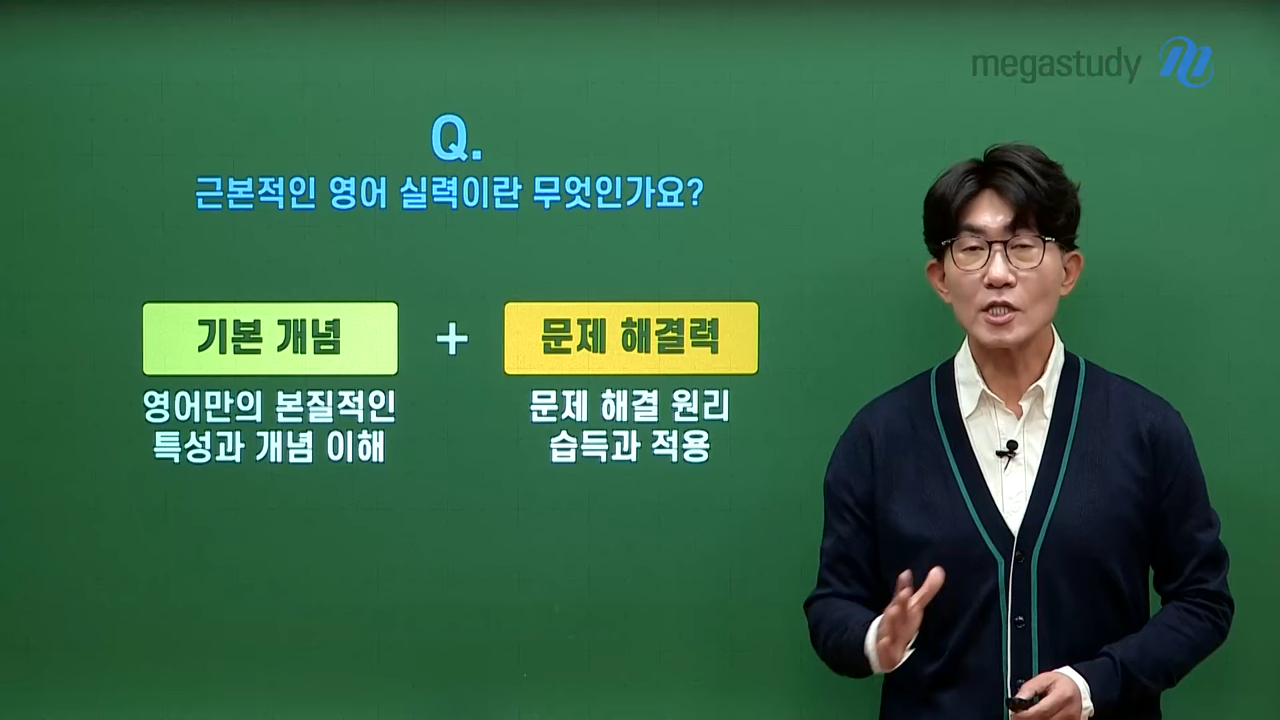 megastudy
Q.
근본적인 영어 실력이란 무엇인가요?
기본 개념 + 문제 해결력
영어만의 본질적인
특성과 개념 이해
문제 해결 원리
습득과 적용